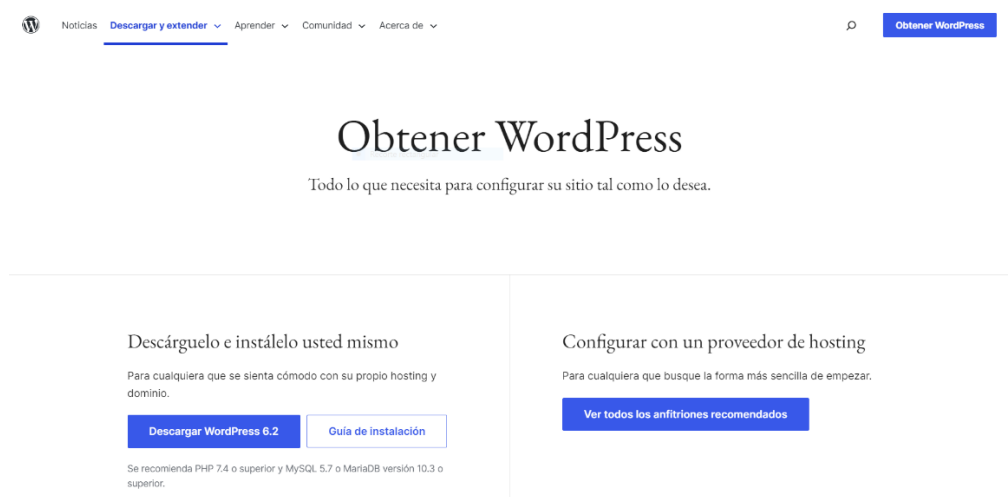 Noticias Descargar y extender Aprender Comunidad Acerca de Obtener WordPress
Obtener WordPress
Todo lo que necesita para configurar su sitio tal como lo desea.
Descárguelo e instálelo usted mismo
Para cualquiera que se sienta cómodo con su propio hosting y
dominio.
Descargar WordPress 6.2 Guía de instalación
Se recomienda PHP 7.4 o superior y MySQL 5.7 o MariaDB versión 10.3 o
superior.
Configurar con un proveedor de hosting
Para cualquiera que busque la forma más sencilla de empezar.
Ver todos los anfitriones recomendados